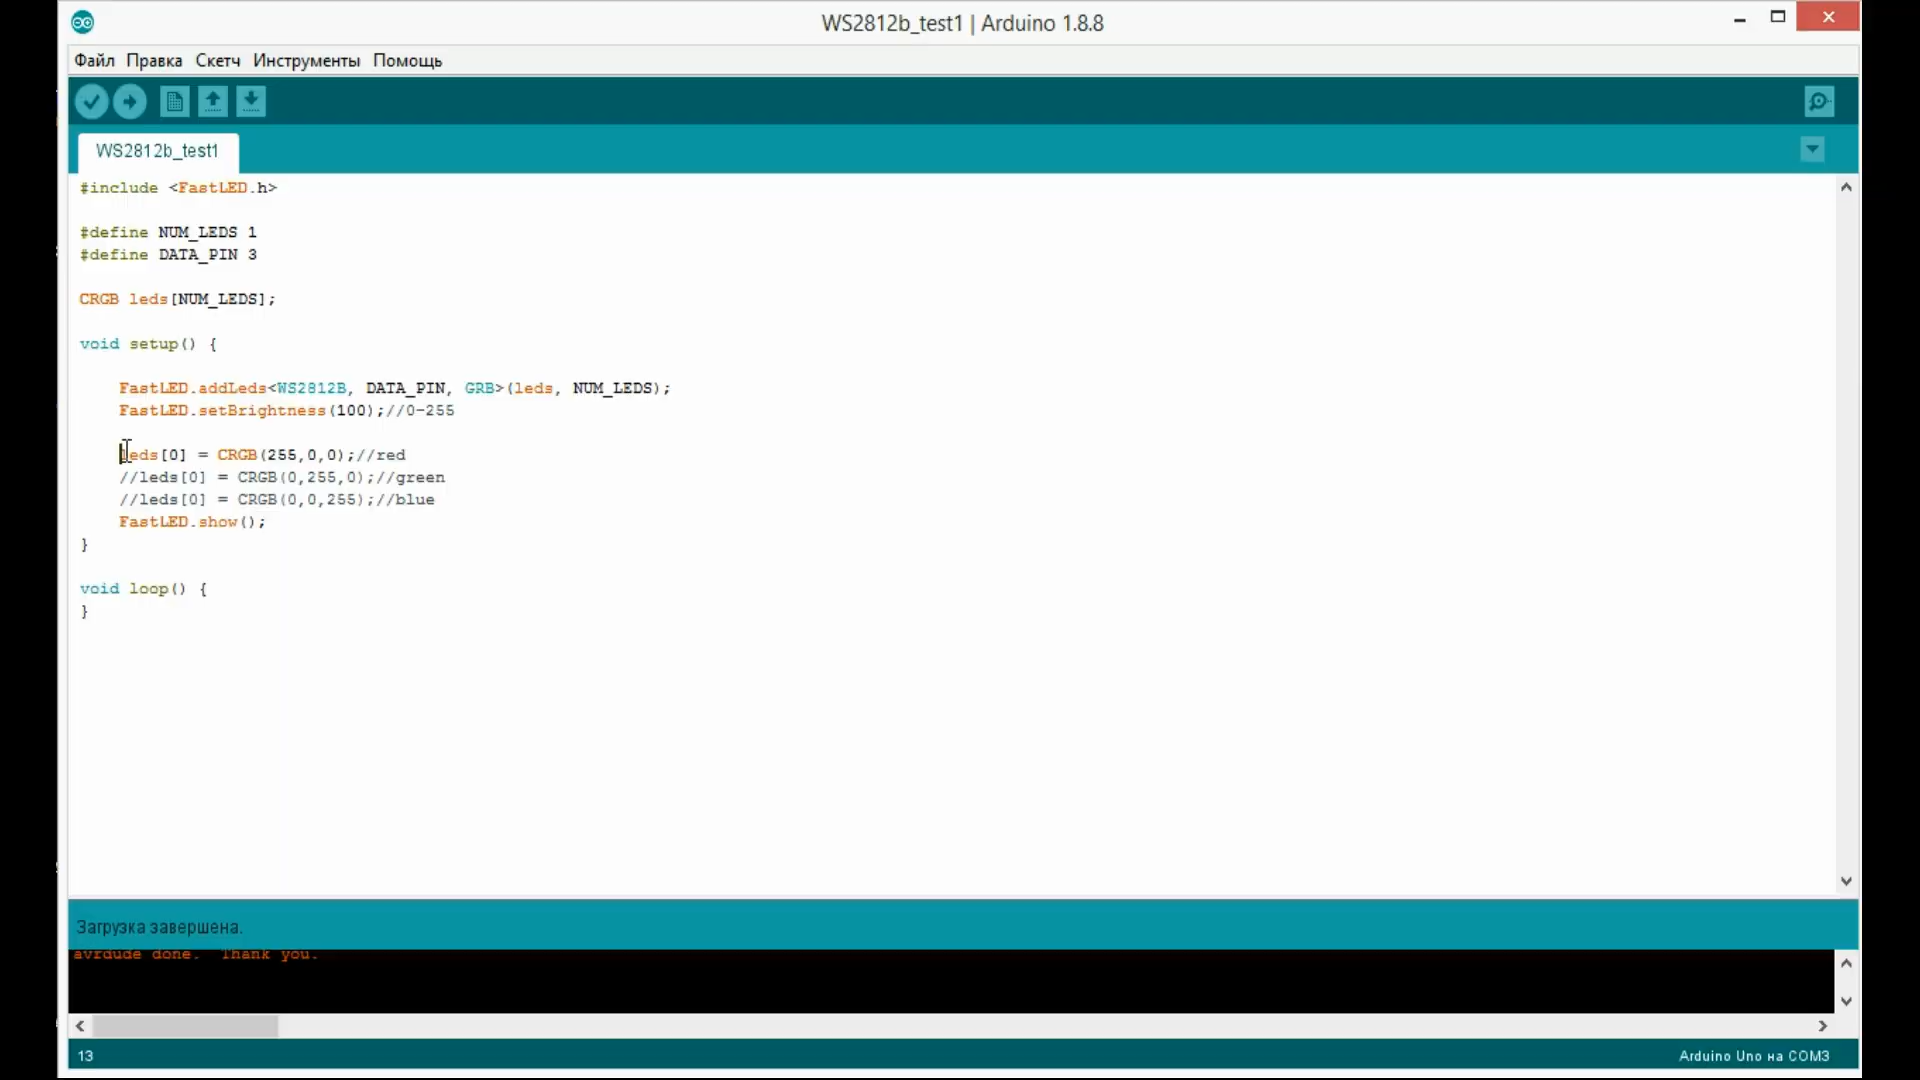 WS2812b_test1 | Arduino 1.8.8
Файл Правка Скетч Инструменты Помощь
WS2812b_test1
#include <FastLED.h>
#define NUM_LEDS 1
#define DATA_PIN 3
CRGB leds[NUM_LEDS];
void setup() {
FastLED.addLeds<WS2812B, DATA_PIN, GRB>(leds, NUM_LEDS);
FastLED.setBrightness(100);//0-255
leds[0] = CRGB(255,0,0);//red
//leds[0] = CRGB(0,255,0);//green
//leds[0] = CRGB(0,0,255);//blue
FastLED.show();
}
void loop() {
}
Загрузка завершена.
avrdude done. Thank you.
13
Arduino Uno на COM3